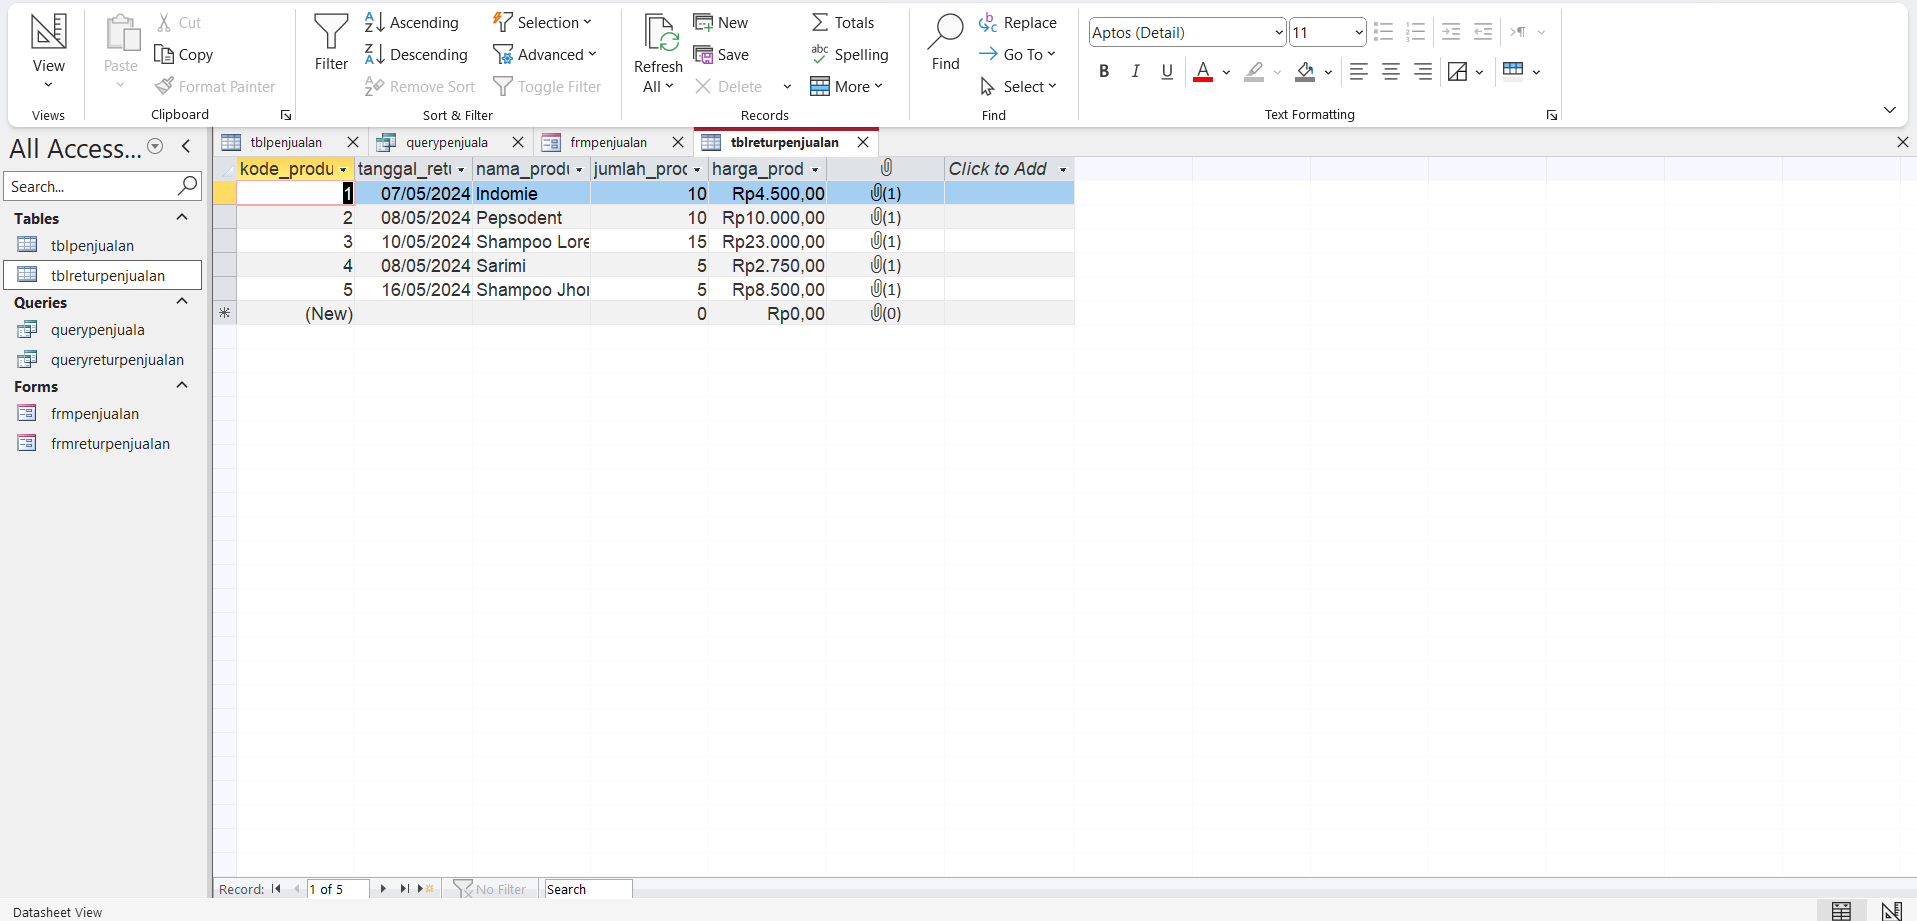 View
Views
Paste
Cut
Copy
Format Painter
Clipboard
Filter
Ascending
Descending
Remove Sort
Selection
Advanced
Toggle Filter
Sort & Filter
Refresh All
New
Save
Delete
Totals
Spelling
More
Records
Find
Replace
Go To
Select
Find
Aptos (Detail) 11
B I U A
Text Formatting
All Access...
Search...
Tables
tblpenjualan
tblreturpenjualan
Queries
querypenjuala
queryreturpenjualan
Forms
frmpenjualan
frmreturpenjualan
tblpenjualan querypenjuala frmpenjualan tblreturpenjualan
kode_produ tanggal_retu nama_produ jumlah_proc harga_prod Click to Add
1 07/05/2024 Indomie 10 Rp4.500,00 (1)
2 08/05/2024 Pepsodent 10 Rp10.000,00 (1)
3 10/05/2024 Shampoo Lore 15 Rp23.000,00 (1)
4 08/05/2024 Sarimi 5 Rp2.750,00 (1)
5 16/05/2024 Shampoo Jhon 5 Rp8.500,00 (1)
(New) 0 Rp0,00 (0)
Record: 1 of 5 No Filter Search
Datasheet View